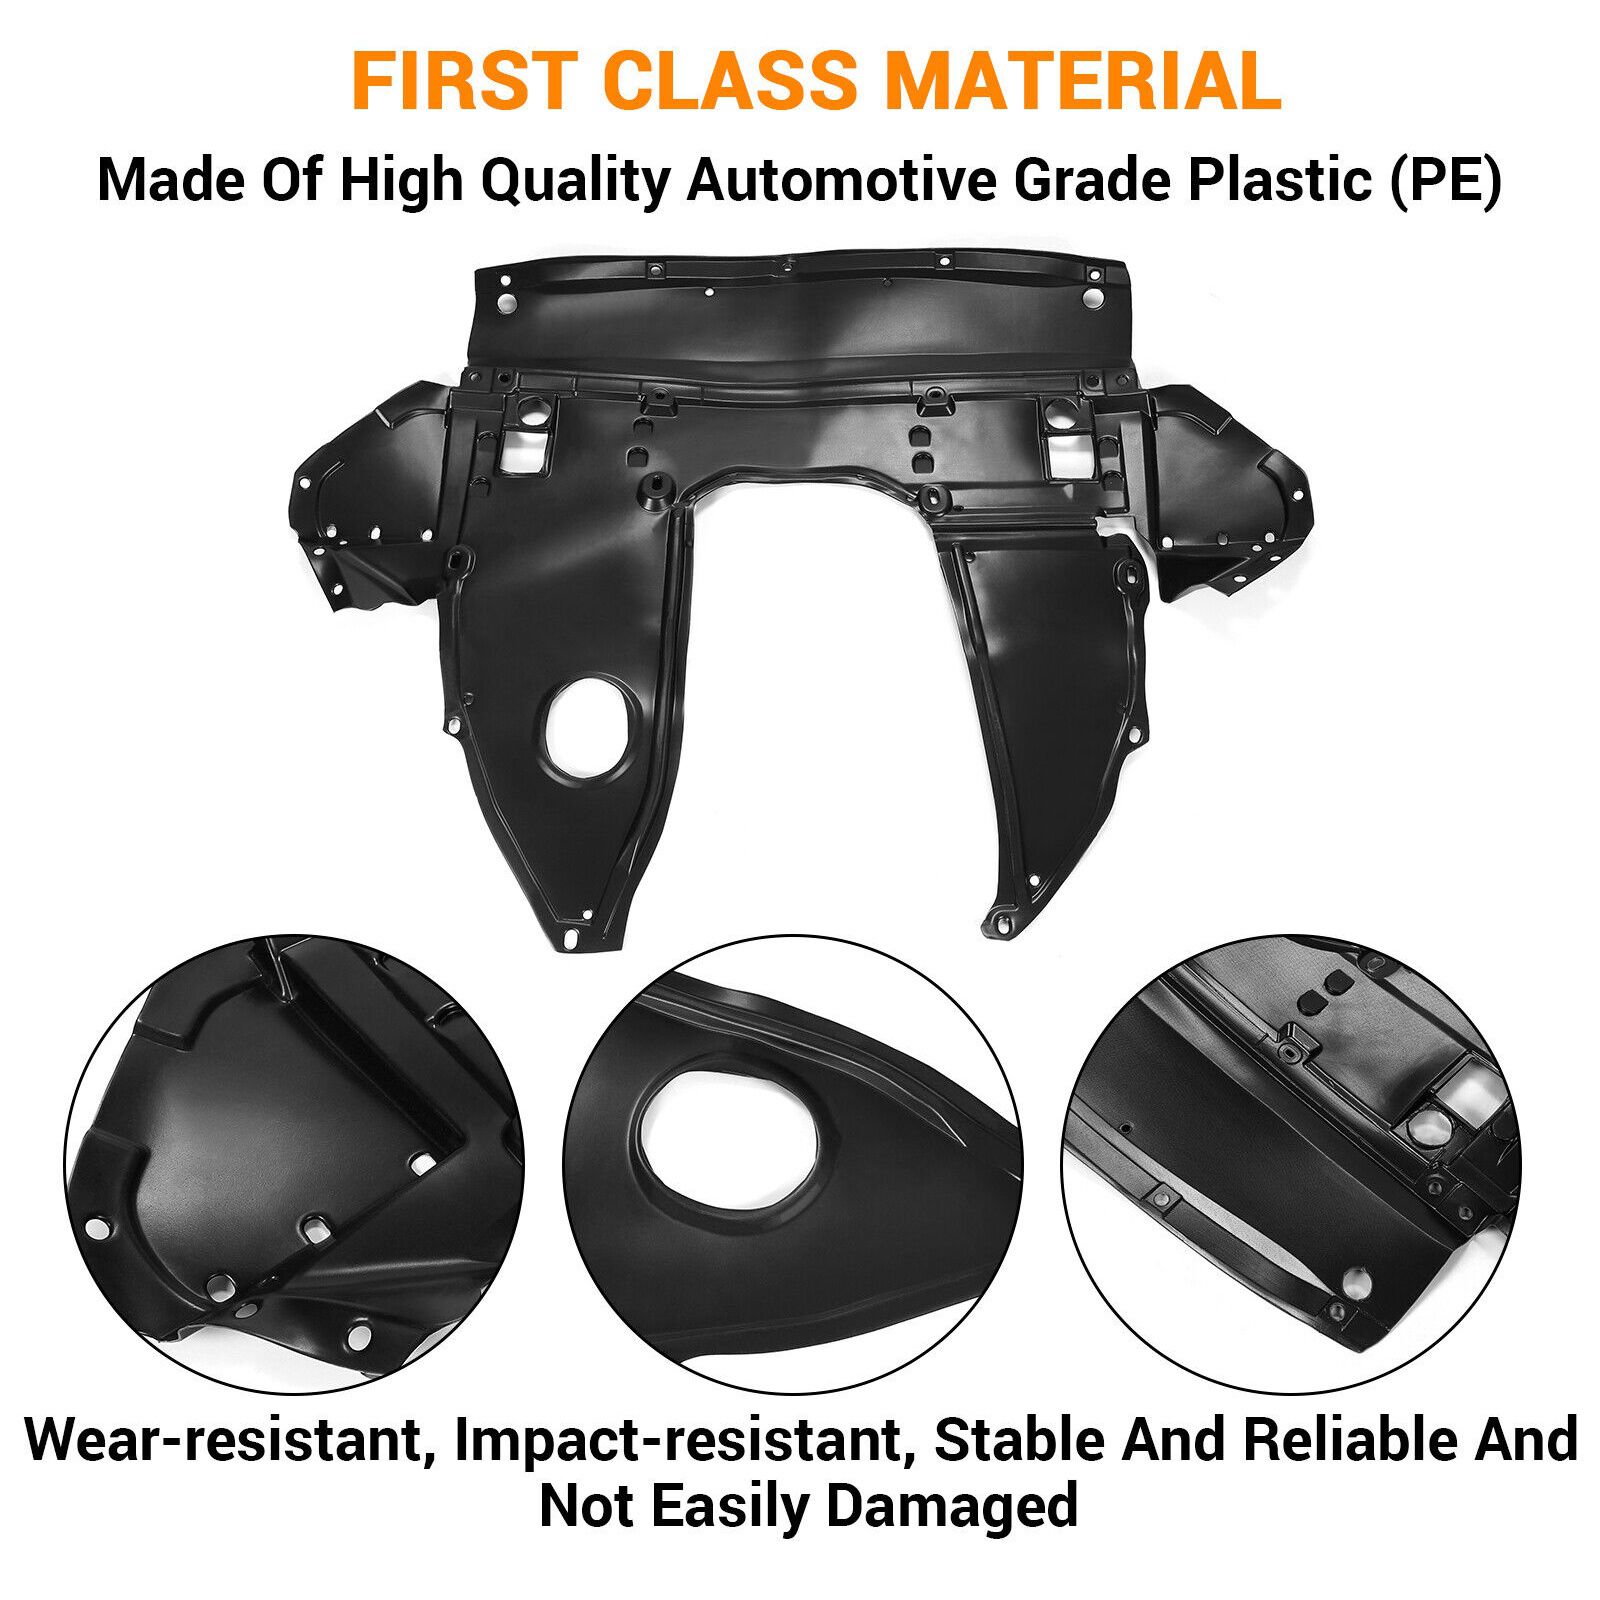 FIRST CLASS MATERIAL
Made Of High Quality Automotive Grade Plastic (PE)
Wear-resistant, Impact-resistant, Stable And Reliable And
Not Easily Damaged